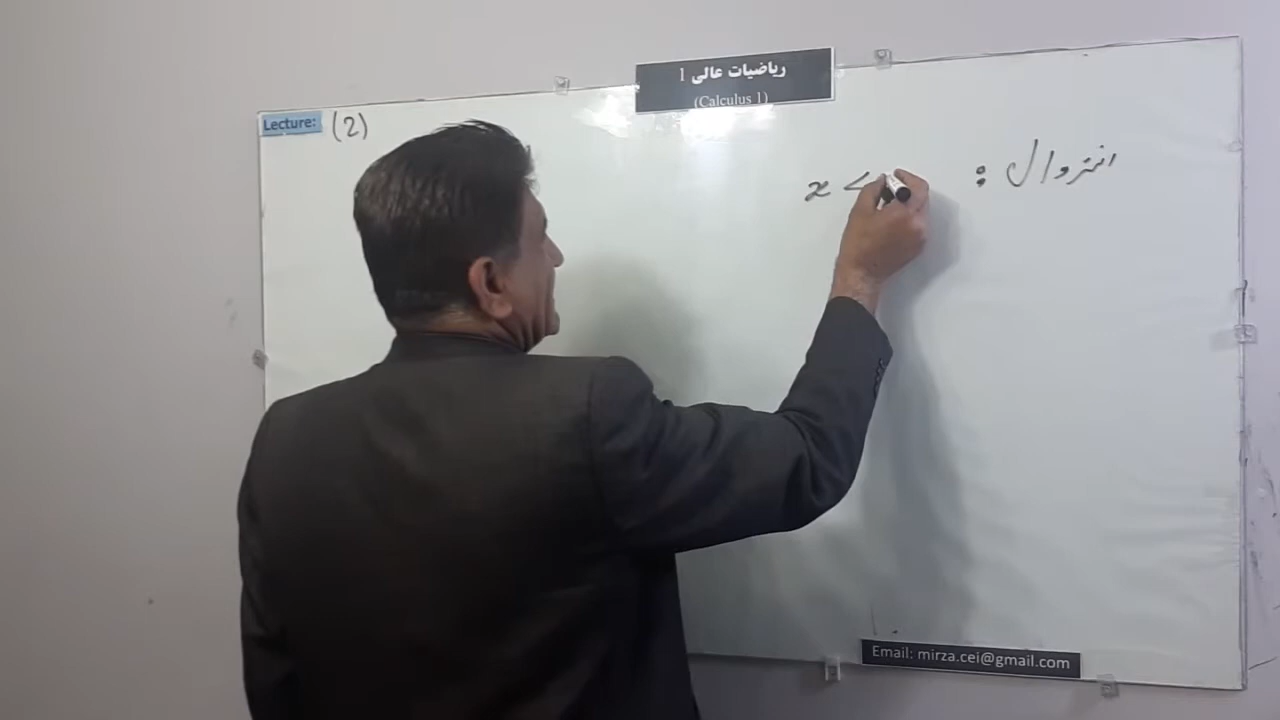 ریاضیات عالی 1
(Calculus 1)
Lecture: (2)
انتروال :
x <
Email: mirza.cei@gmail.com